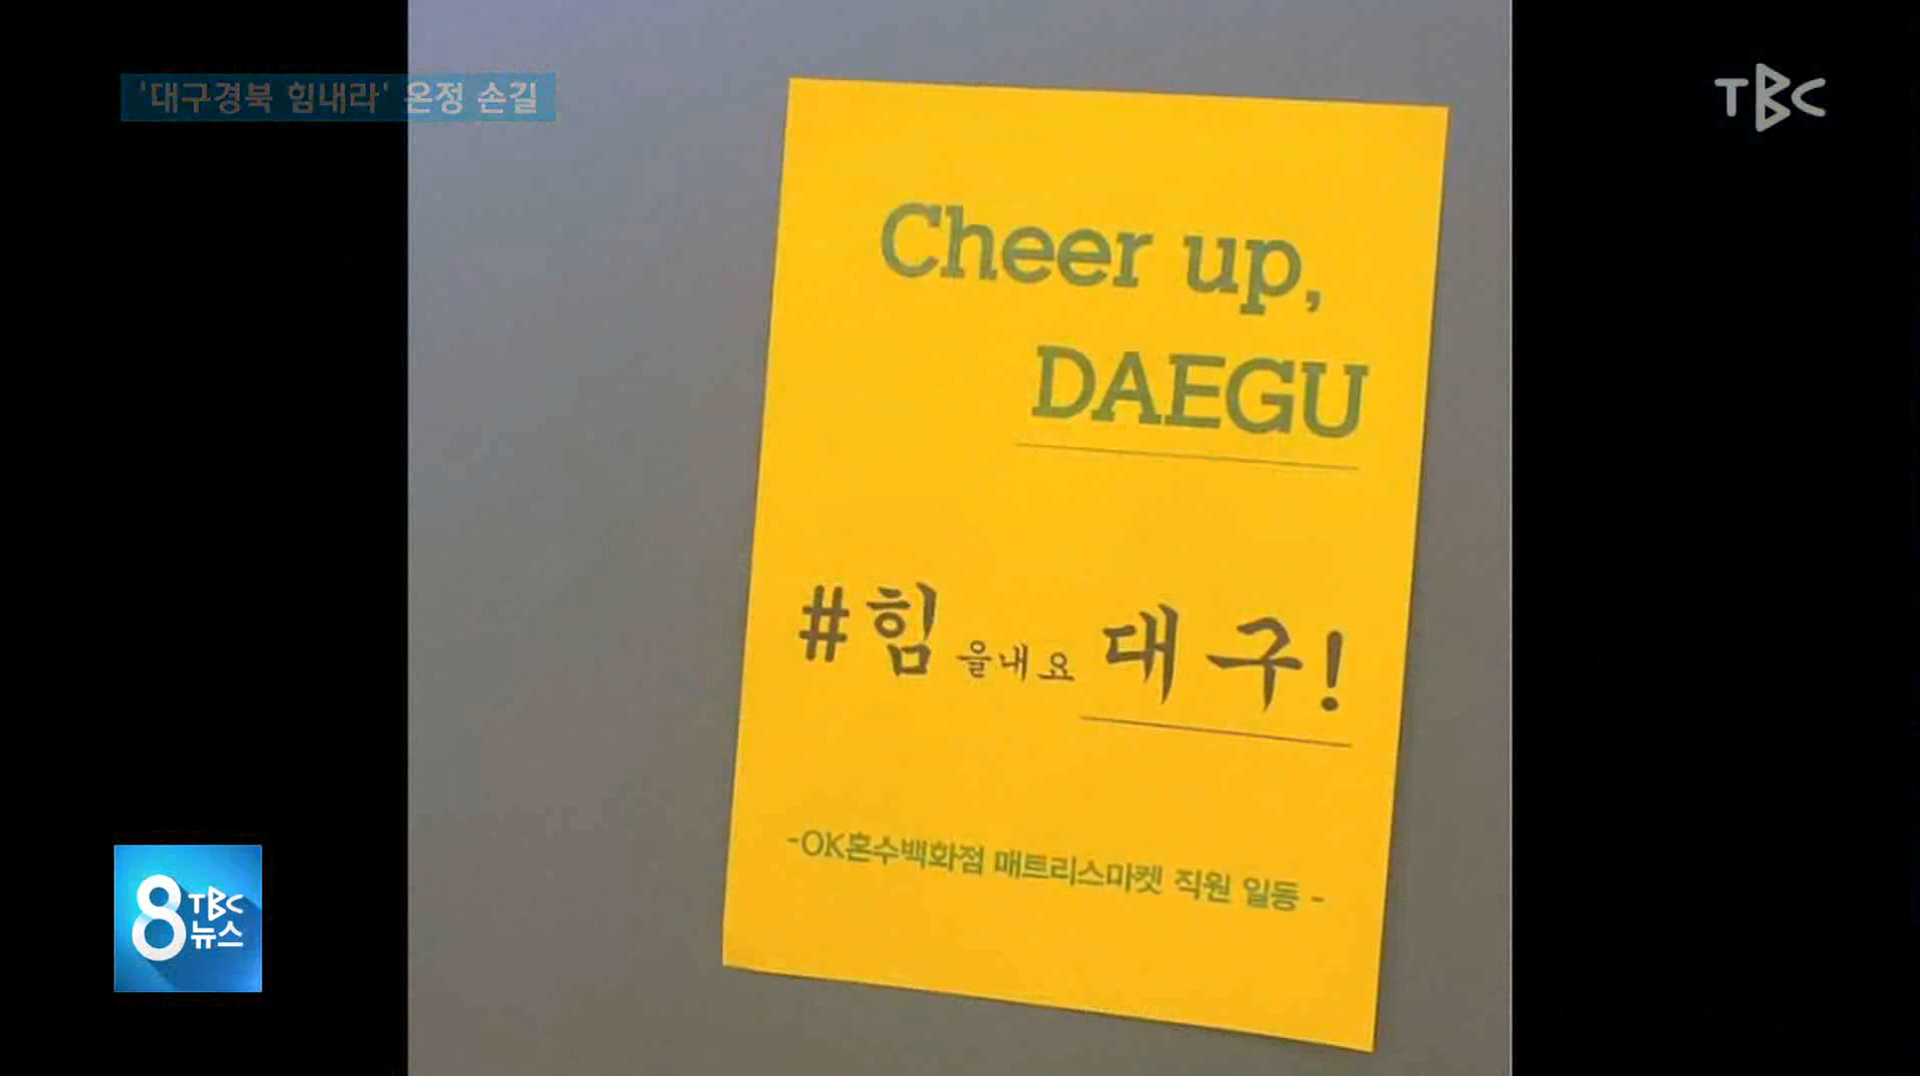 '대구경북 힘내라' 온정 손길
TBC
Cheer up,
DAEGU
#힘을내요 대구!
-OK혼수백화점 매트리스마켓 직원 일동 -
8 TBC
뉴스